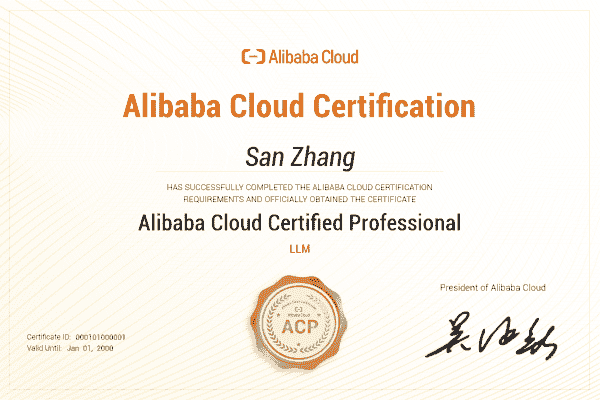 Alibaba Cloud
Alibaba Cloud Certification
San Zhang
HAS SUCCESSFULLY COMPLETED THE ALIBABA CLOUD CERTIFICATION
REQUIREMENTS AND OFFICIALLY OBTAINED THE CERTIFICATE
Alibaba Cloud Certified Professional
LLM
President of Alibaba Cloud
Alibaba Cloud
ACP
Certificate ID: 000101000001
Valid Until: Jan 01, 2000